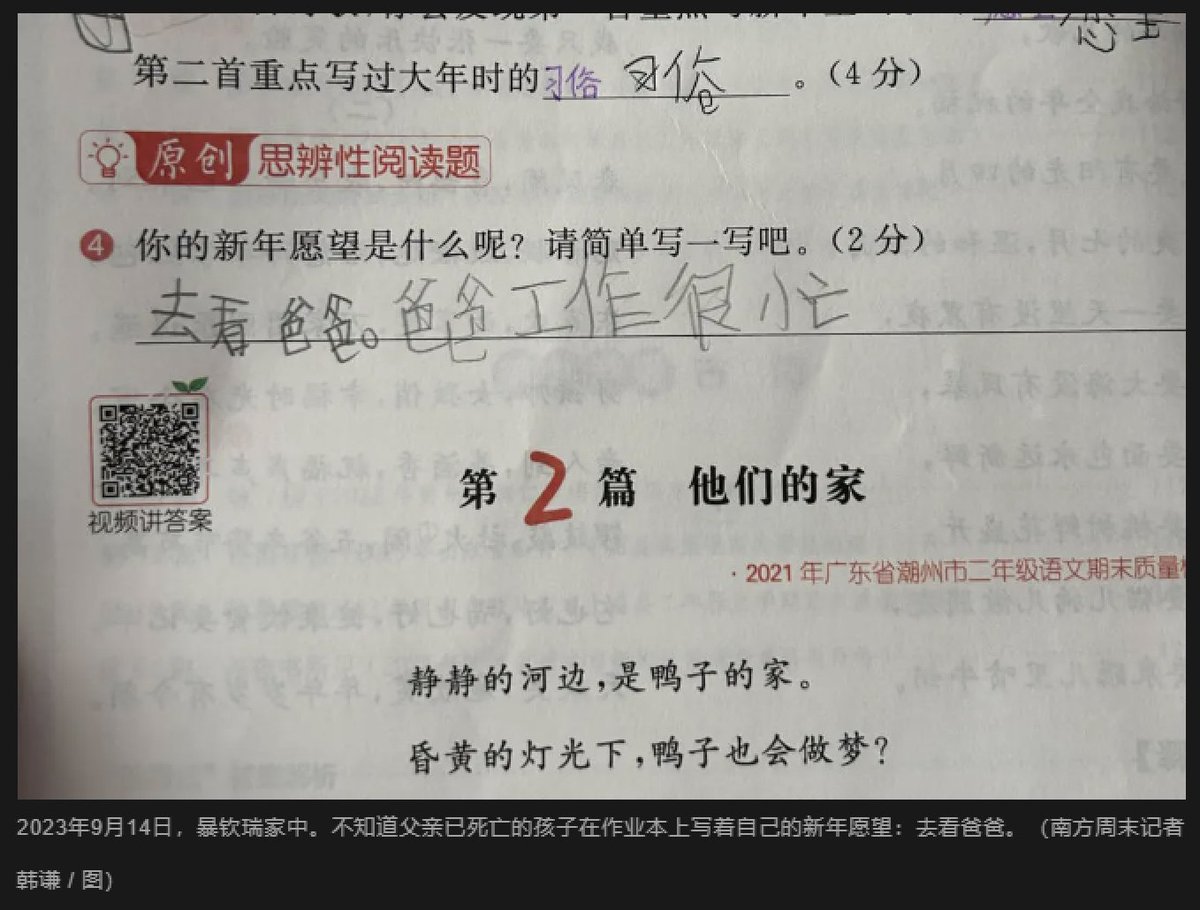 第二首重点写过大年时的习俗 习俗。（4 分）
原创 思辨性阅读题
4 你的新年愿望是什么呢？请简单写一写吧。（2 分）
去看爸爸。爸爸工作很忙
视频讲答案
第 2 篇 他们的家
· 2021 年广东省潮州市二年级语文期末质量
静静的河边，是鸭子的家。
昏黄的灯光下，鸭子也会做梦？
2023年9月14日，暴钦瑞家中。不知道父亲已死亡的孩子在作业本上写着自己的新年愿望：去看爸爸。（南方周末记者
韩谦 / 图）